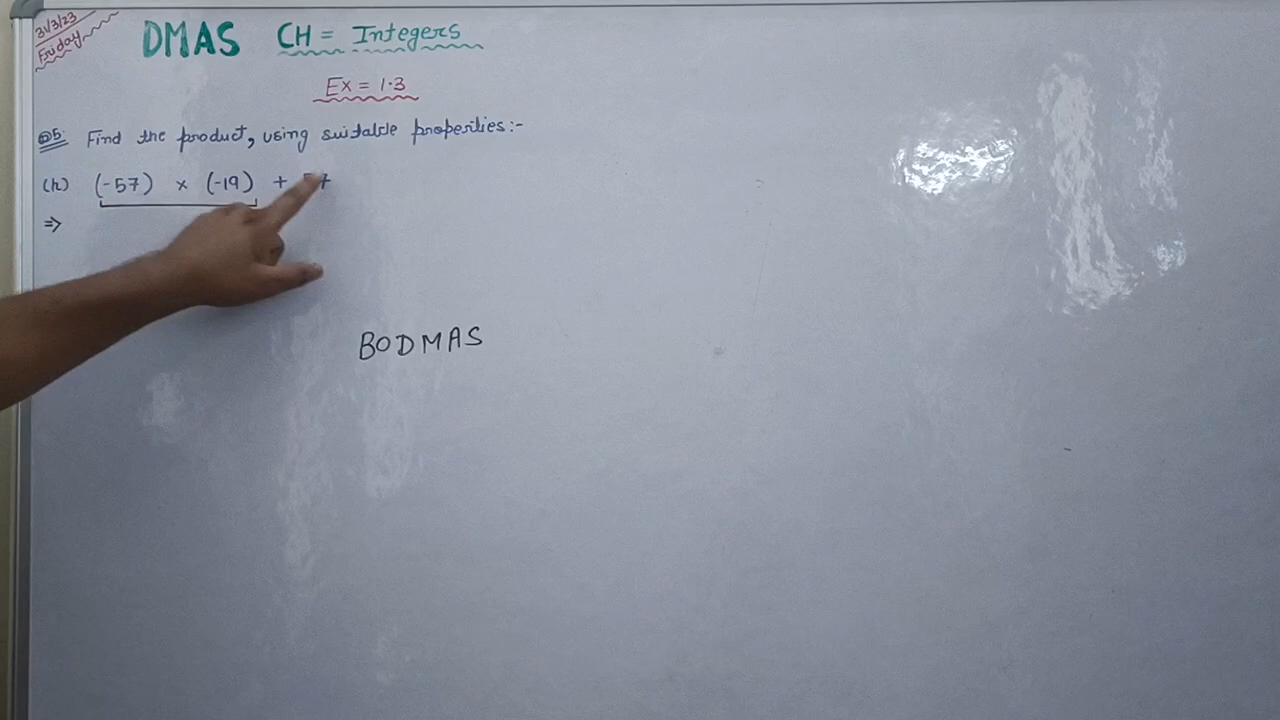 31/3/23
Friday
DMAS CH = Integers
Ex = 1.3
Q5. Find the product, using suitable properties:-
(h) (-57) × (-19) + 57
⇒
BODMAS